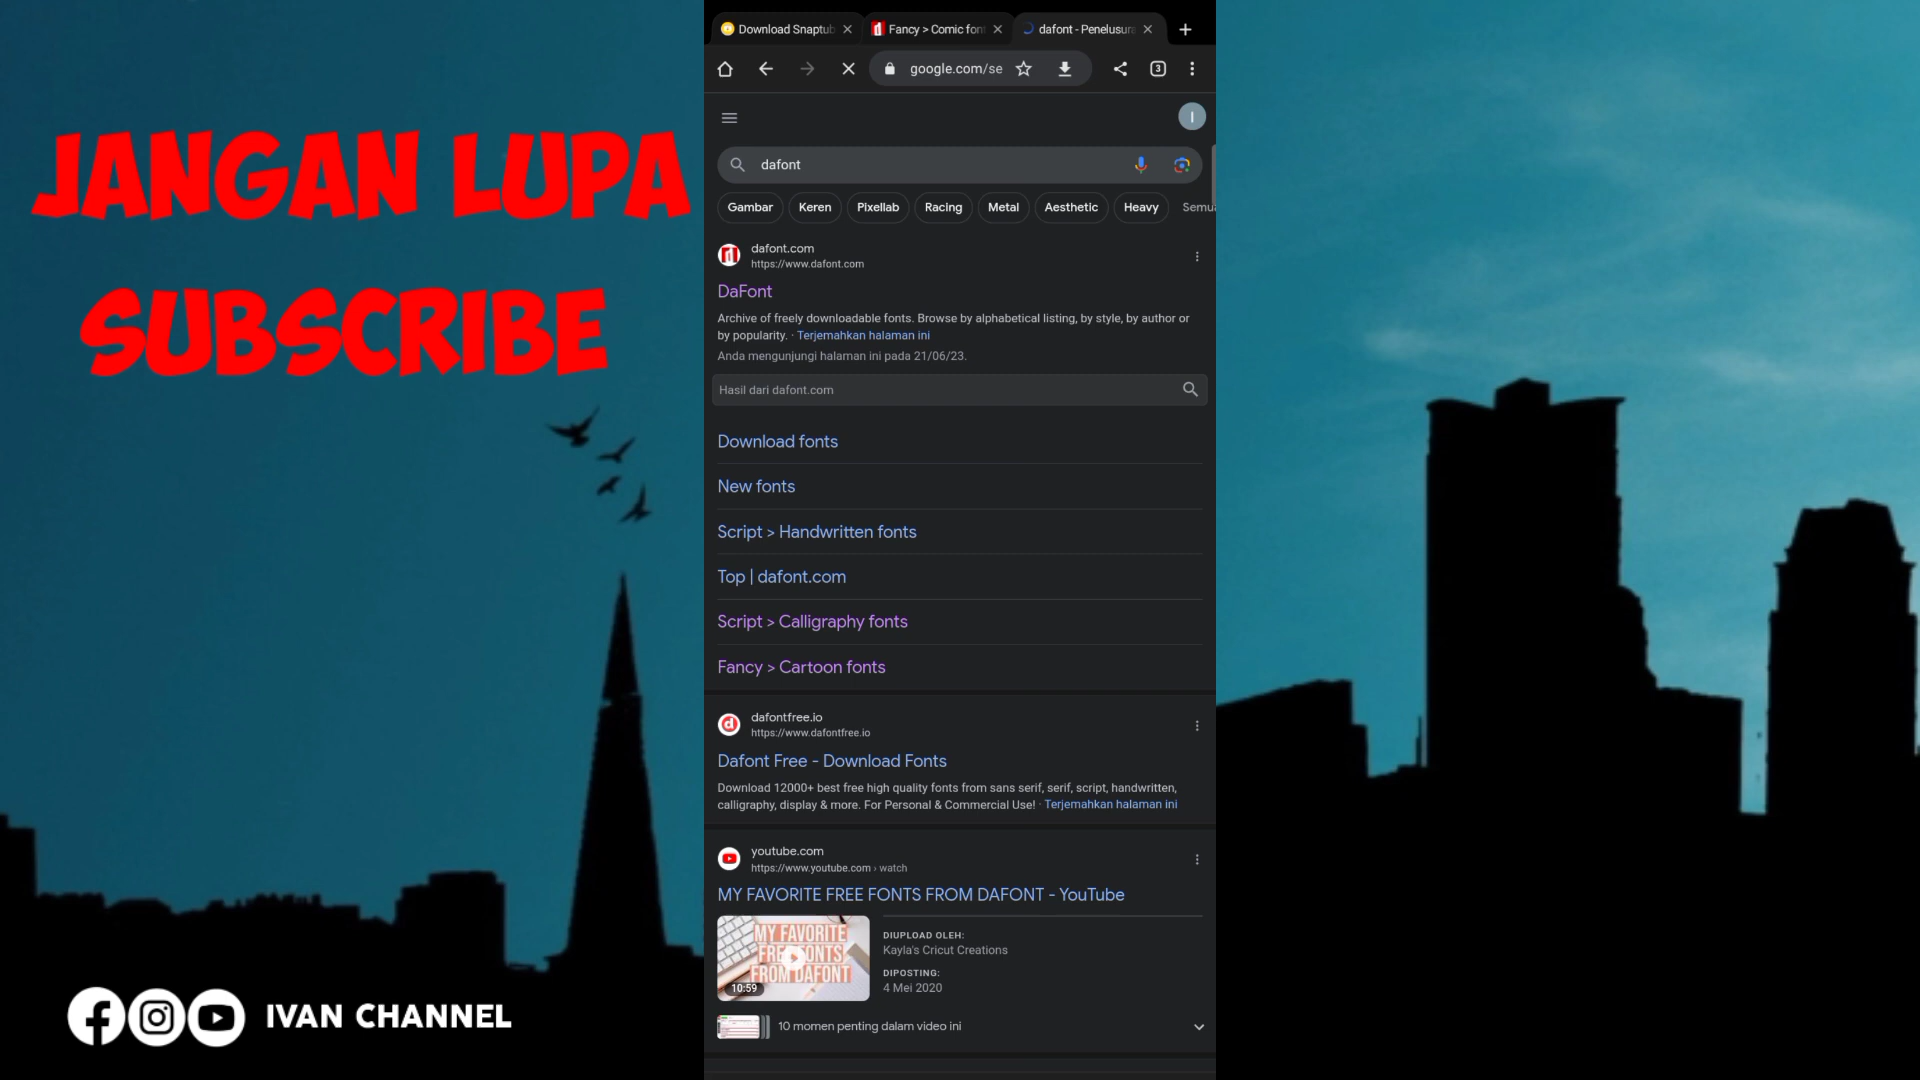 JANGAN LUPA
SUBSCRIBE
IVAN CHANNEL
Download Snaptub
Fancy > Comic font
dafont - Penelusura
google.com/se
3
I
dafont
Gambar
Keren
Pixellab
Racing
Metal
Aesthetic
Heavy
Semua
dafont.com
https://www.dafont.com
DaFont
Archive of freely downloadable fonts. Browse by alphabetical listing, by style, by author or
by popularity. · Terjemahkan halaman ini
Anda mengunjungi halaman ini pada 21/06/23.
Hasil dari dafont.com
Download fonts
New fonts
Script > Handwritten fonts
Top | dafont.com
Script > Calligraphy fonts
Fancy > Cartoon fonts
dafontfree.io
https://www.dafontfree.io
Dafont Free - Download Fonts
Download 12000+ best free high quality fonts from sans serif, serif, script, handwritten,
calligraphy, display & more. For Personal & Commercial Use! · Terjemahkan halaman ini
youtube.com
https://www.youtube.com › watch
MY FAVORITE FREE FONTS FROM DAFONT - YouTube
MY FAVORITE
FREE FONTS
FROM DAFONT
10:59
DIUPLOAD OLEH:
Kayla's Cricut Creations
DIPOSTING:
4 Mei 2020
10 momen penting dalam video ini